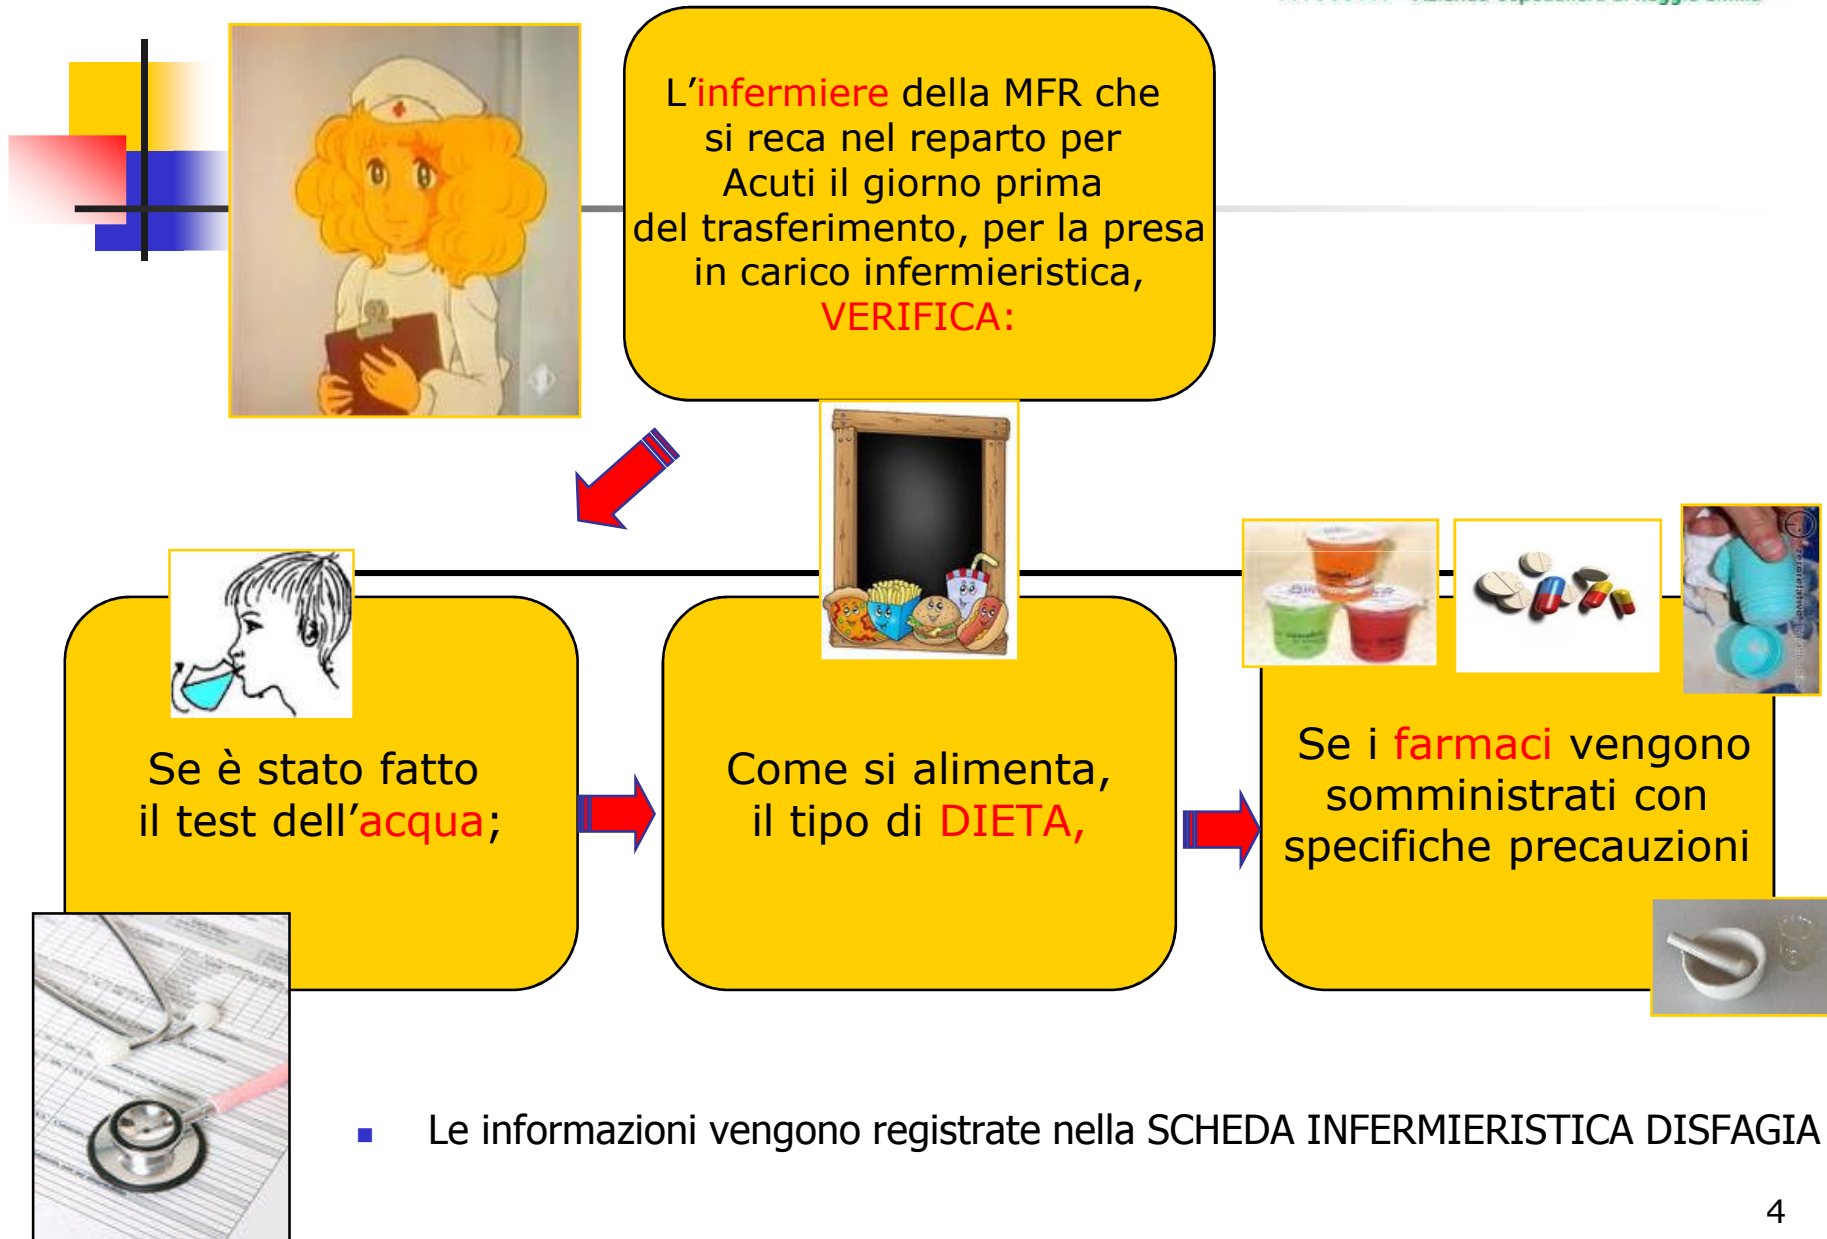 L'infermiere della MFR che
si reca nel reparto per
Acuti il giorno prima
del trasferimento, per la presa
in carico infermieristica,
VERIFICA:
Se è stato fatto
il test dell'acqua;
Come si alimenta,
il tipo di DIETA,
Se i farmaci vengono
somministrati con
specifiche precauzioni
Le informazioni vengono registrate nella SCHEDA INFERMIERISTICA DISFAGIA
4